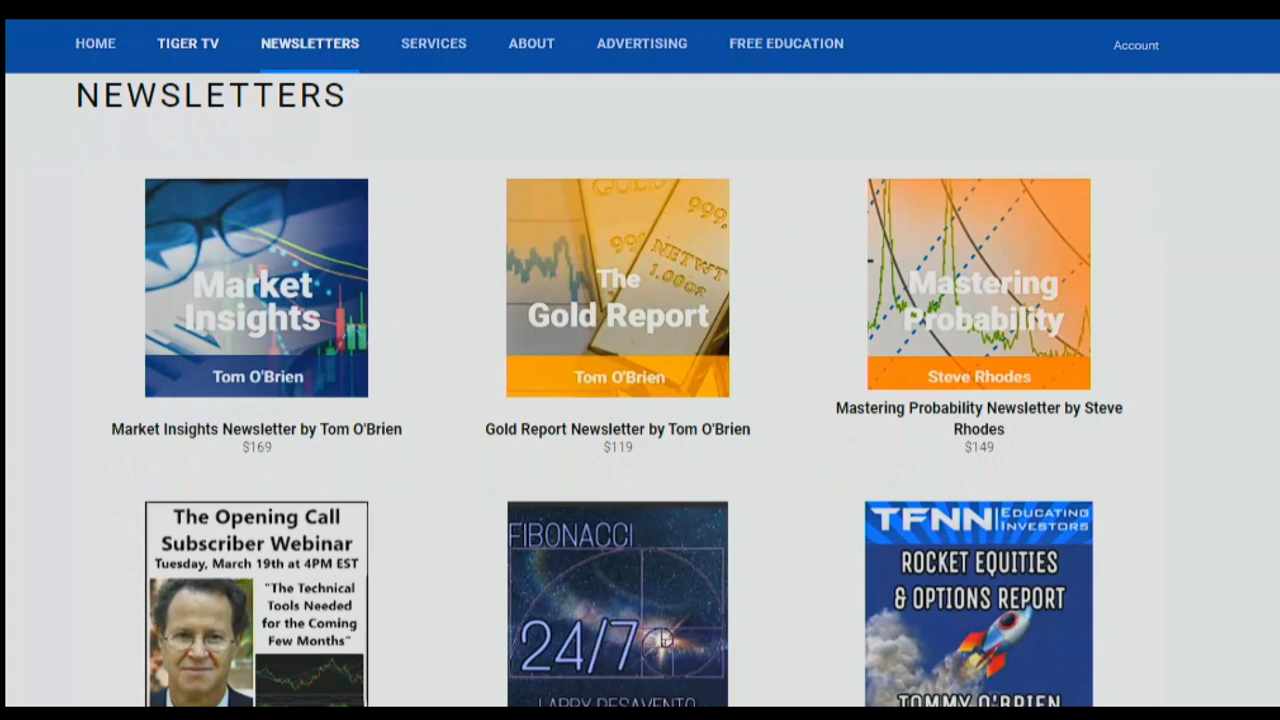 HOME TIGER TV NEWSLETTERS SERVICES ABOUT ADVERTISING FREE EDUCATION Account
NEWSLETTERS
GOLD
999,
999,
NETWT
1.00oz
Market
Insights
Tom O'Brien
The
Gold Report
Tom O'Brien
Mastering
Probability
Steve Rhodes
Market Insights Newsletter by Tom O'Brien
$169
Gold Report Newsletter by Tom O'Brien
$119
Mastering Probability Newsletter by Steve
Rhodes
$149
The Opening Call
Subscriber Webinar
Tuesday, March 19th at 4PM EST
"The Technical
Tools Needed
for the Coming
Few Months"
FIBONACCI
24/7
LARRY PESAVENTO
TFNN EDUCATING
INVESTORS
ROCKET EQUITIES
& OPTIONS REPORT
TOMMY O'BRIEN